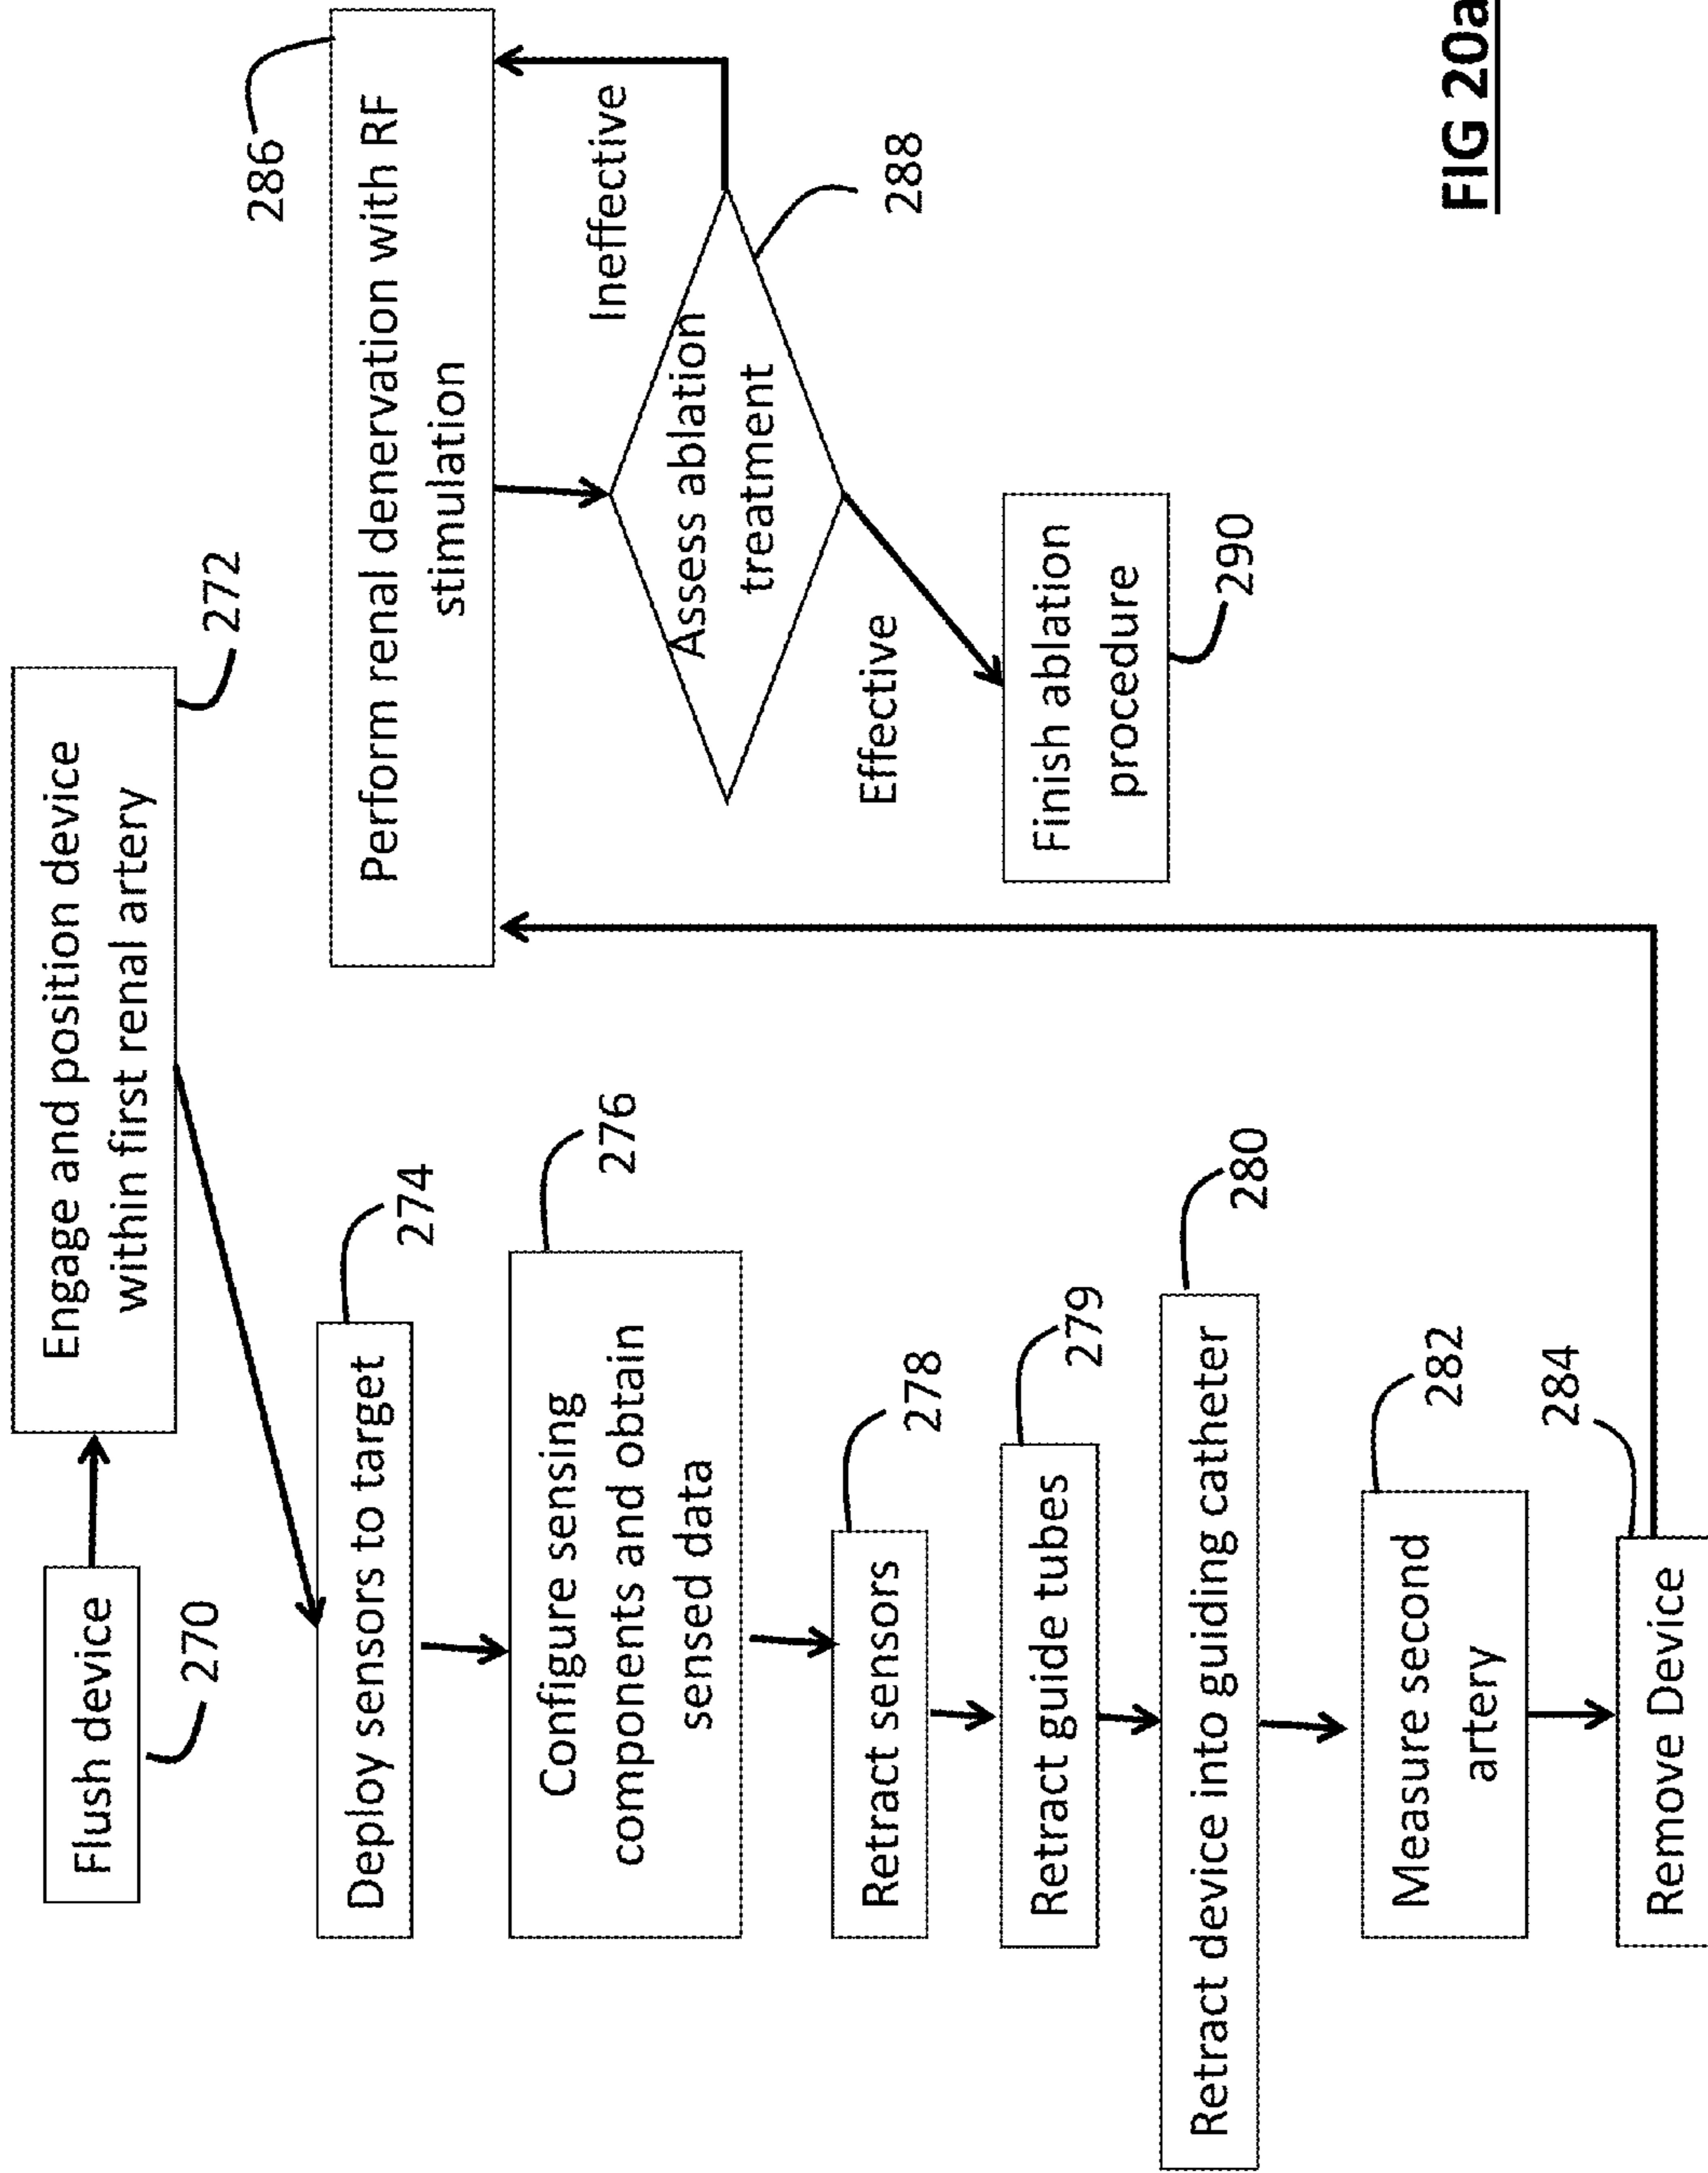 Flush device
270
Engage and position device
within first renal artery
272
Deploy sensors to target
274
Configure sensing
components and obtain
sensed data
276
Retract sensors
278
Retract guide tubes
279
Retract device into guiding catheter
280
Measure second
artery
282
Remove Device
284
Perform renal denervation with RF
stimulation
286
Assess ablation
treatment
288
Ineffective
Effective
Finish ablation
procedure
290
FIG 20a